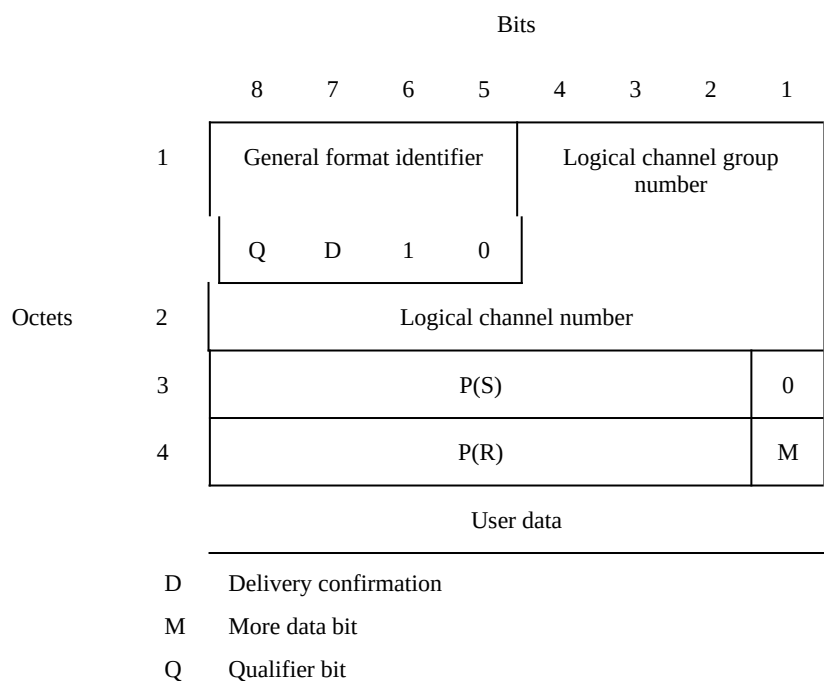 Bits
8 7 6 5 4 3 2 1
1 General format identifier Logical channel group
number
Q D 1 0
Octets 2 Logical channel number
3 P(S) 0
4 P(R) M
User data
D Delivery confirmation
M More data bit
Q Qualifier bit